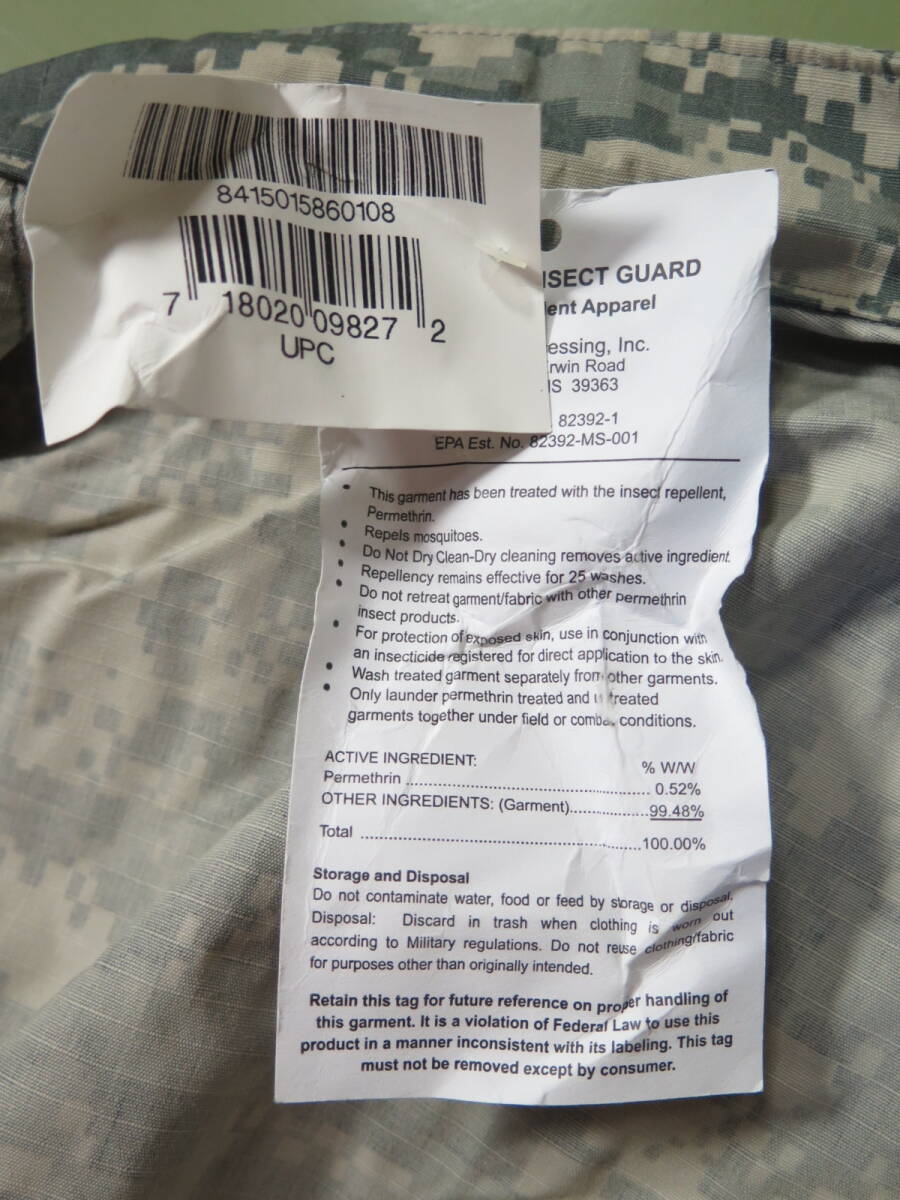 8415015860108
7 18020 09827 2
UPC
GUARD
Apparel
Inc.
Road
39363
82392-1
EPA Est. No. 82392-MS-001
• This garment has been treated with the insect repellent,
Permethrin.
• Repels mosquitoes.
• Do Not Dry Clean-Dry cleaning removes active ingredient.
• Repellency remains effective for 25 washes.
• Do not retreat garment/fabric with other permethrin
insect products.
• For protection of exposed skin, use in conjunction with
an insecticide registered for direct application to the skin.
• Wash treated garment separately from other garments.
• Only launder permethrin treated and untreated
garments together under field or combat conditions.
ACTIVE INGREDIENT: % W/W
Permethrin ........................................ 0.52%
OTHER INGREDIENTS: (Garment)................99.48%
Total ..............................................100.00%
Storage and Disposal
Do not contaminate water, food or feed by storage or disposal.
Disposal: Discard in trash when clothing is worn out
according to Military regulations. Do not reuse clothing/fabric
for purposes other than originally intended.
Retain this tag for future reference on proper handling of
this garment. It is a violation of Federal Law to use this
product in a manner inconsistent with its labeling. This tag
must not be removed except by consumer.